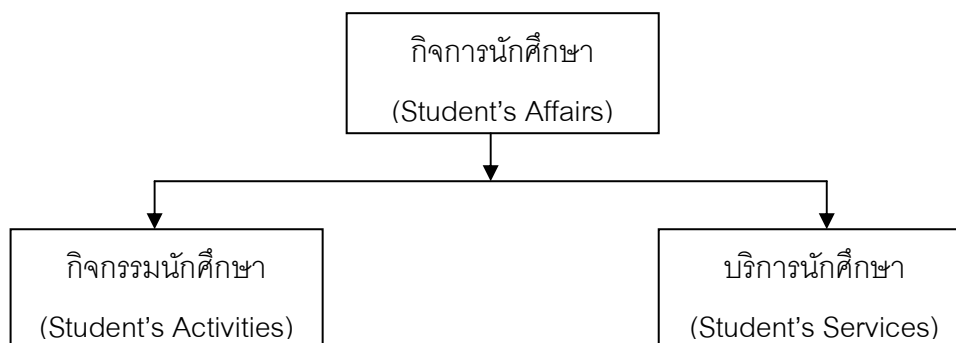 กิจการนักศึกษา
(Student’s Affairs)
กิจกรรมนักศึกษา
(Student’s Activities)
บริการนักศึกษา
(Student’s Services)